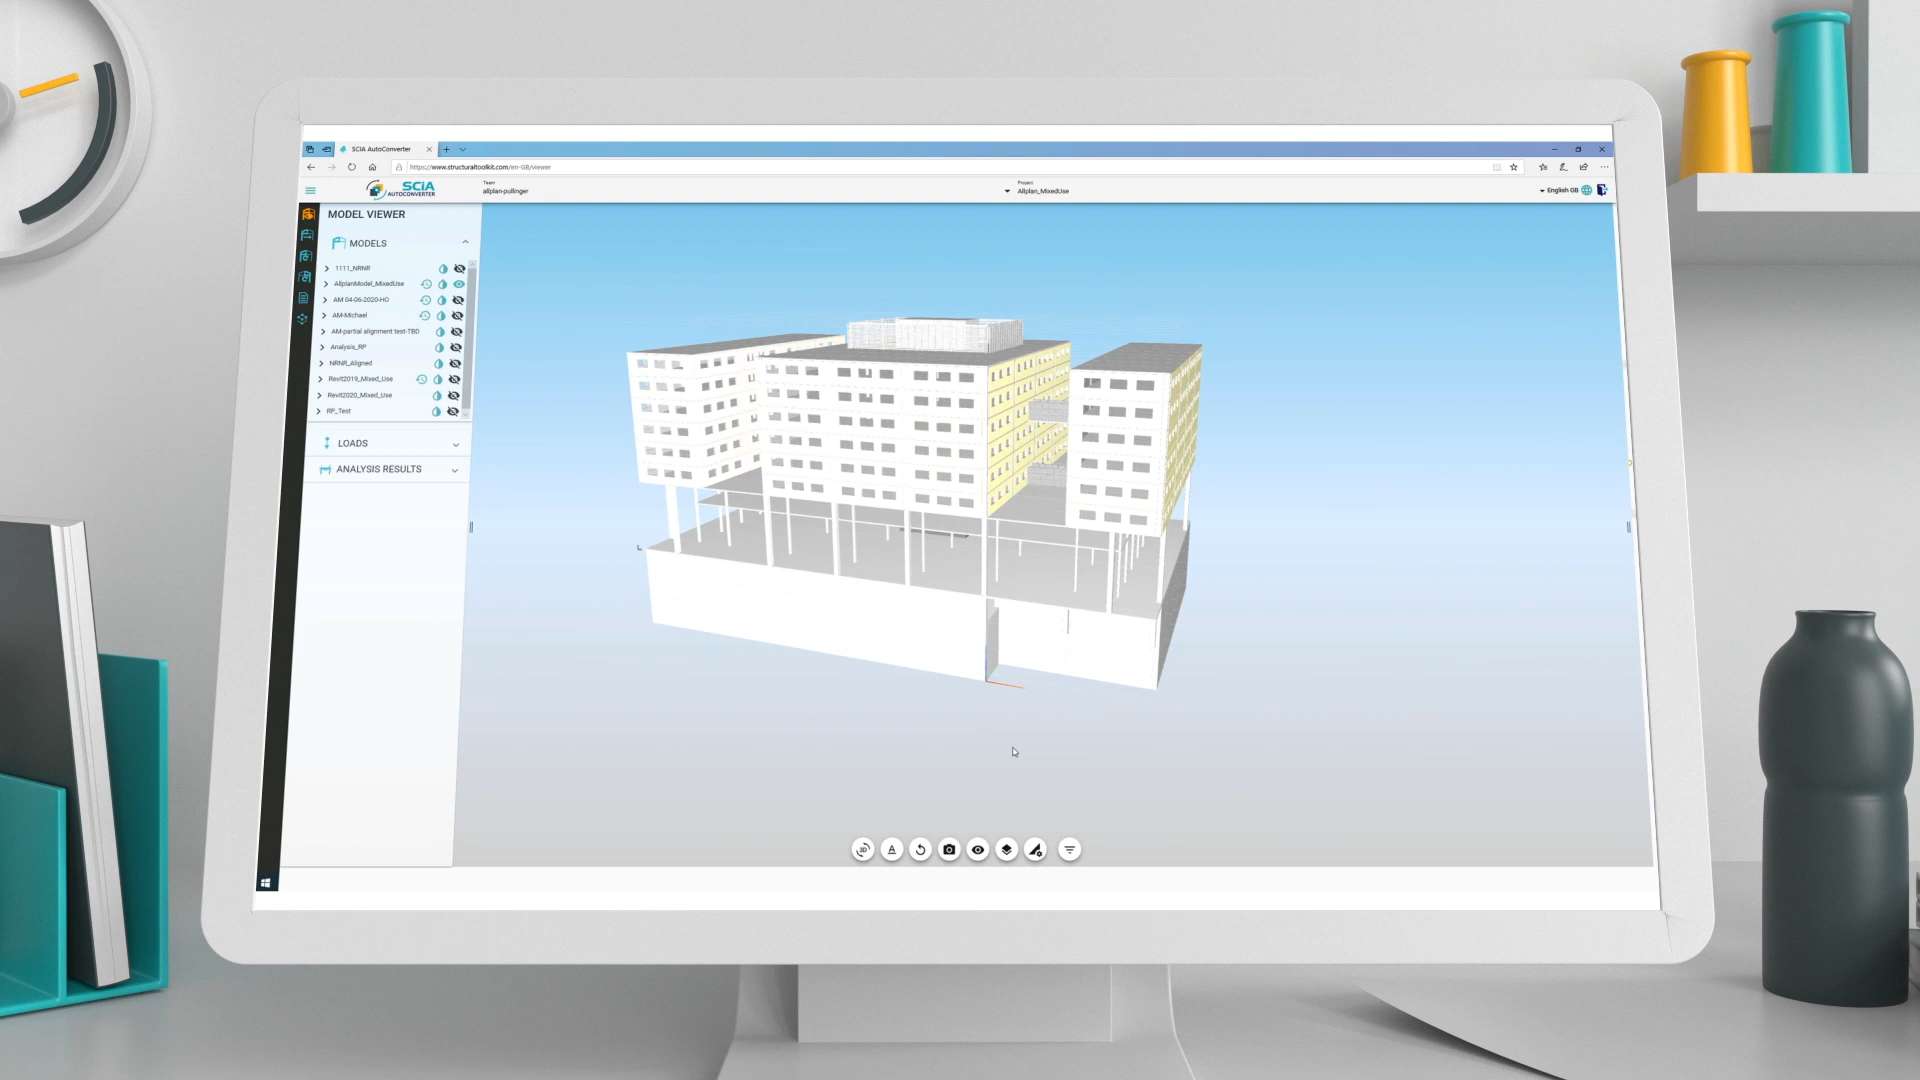 SCIA AutoConverter
https://www.structuraltoolkit.com/en-GB/viewer
SCIA
AUTOCONVERTER
Team
allplan-pullinger
Project
Allplan_MixedUse
English GB
MODEL VIEWER
MODELS
1111_NRNR
AllplanModel_MixedUse
AM 04-06-2020-HO
AM-Michael
AM-partial alignment test-TBD
Analysis_RP
NRNR_Aligned
Revit2019_Mixed_Use
Revit2020_Mixed_Use
RP_Test
LOADS
ANALYSIS RESULTS
3D
A